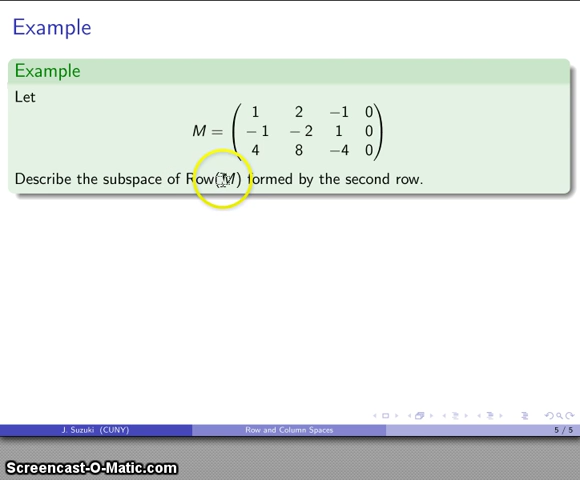 Example
Example
Let
M = ( 1 2 −1 0
− 1 − 2 1 0
4 8 −4 0 )
Describe the subspace of Row(M) formed by the second row.
J. Suzuki (CUNY) Row and Column Spaces 5 / 5
Screencast-O-Matic.com